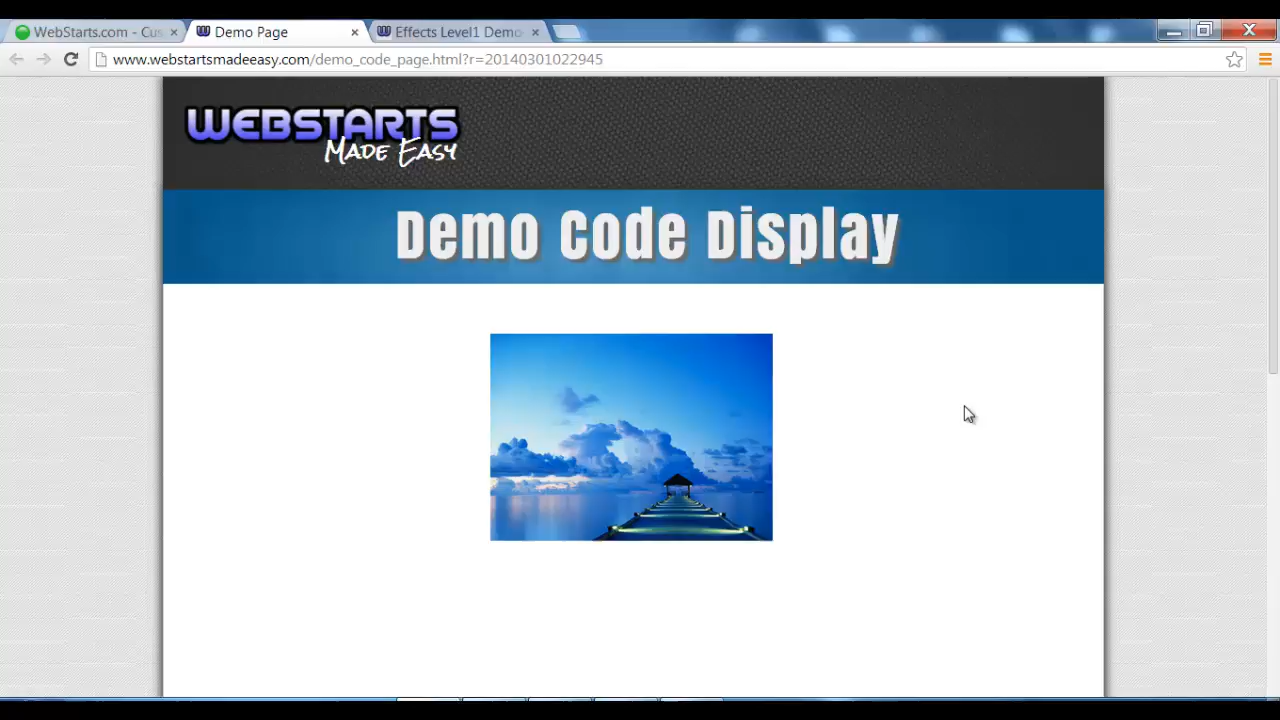 WebStarts.com - Cus
Demo Page
Effects Level1 Demo
www.webstartsmadeeasy.com/demo_code_page.html?r=20140301022945
WEBSTARTS
Made Easy
Demo Code Display